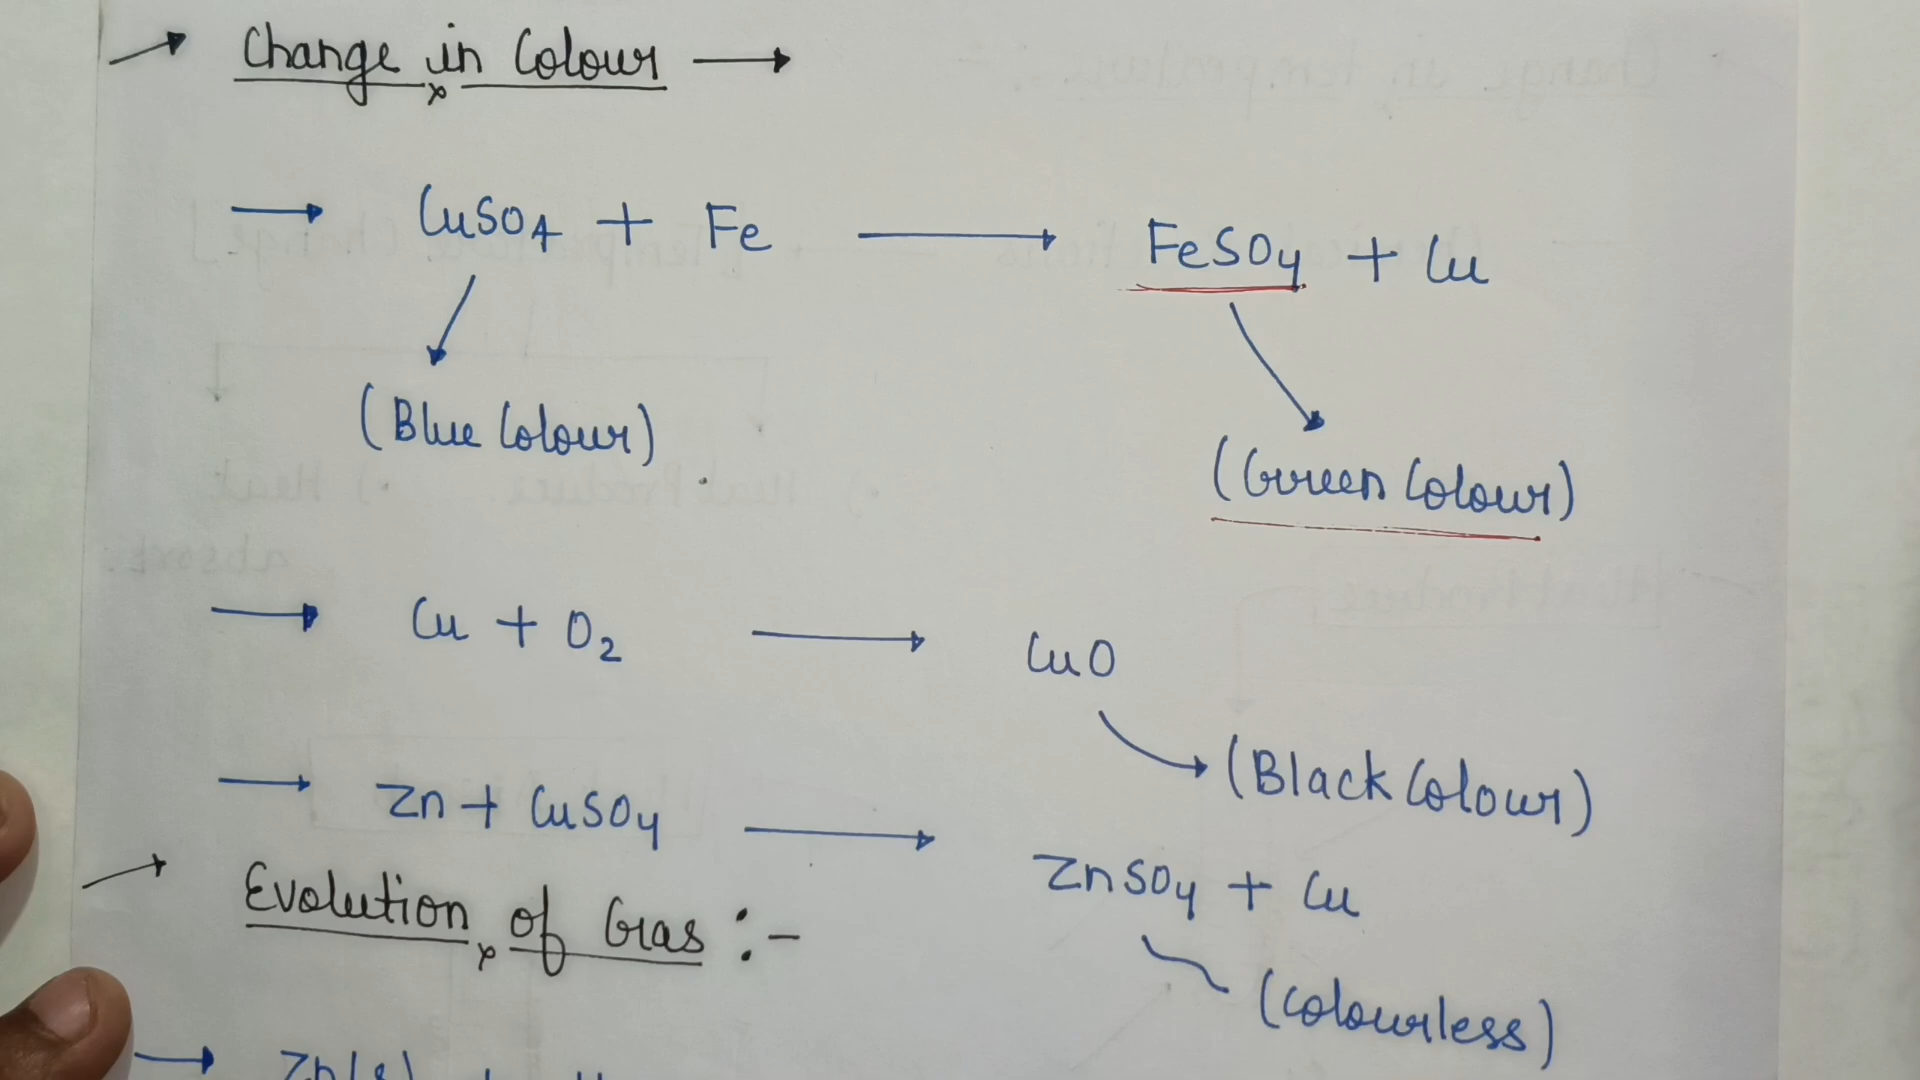 → Change in Colour →
→ CuSO4 + Fe → FeSO4 + Cu
(Blue Colour)
(Green Colour)
→ Cu + O2 → CuO
(Black Colour)
→ Zn + CuSO4 → ZnSO4 + Cu
(Colourless)
→ Evolution of Gas :-
→ Zn(s) +